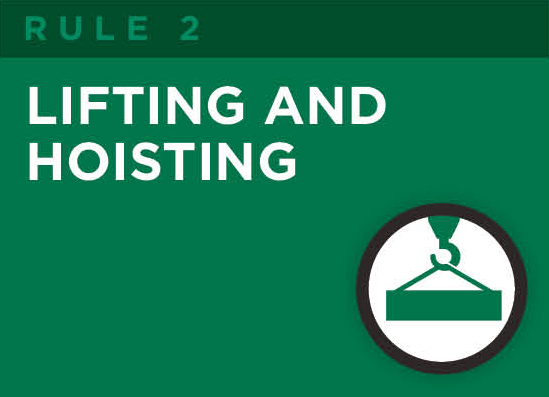 RULE 2
LIFTING AND
HOISTING